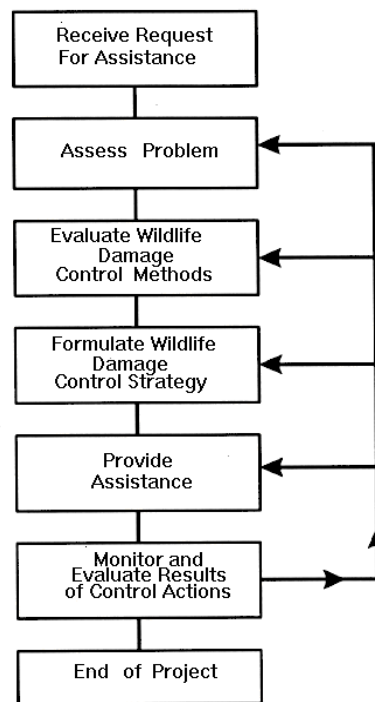 Receive Request
For Assistance
Assess Problem
Evaluate Wildlife
Damage
Control Methods
Formulate Wildlife
Damage
Control Strategy
Provide
Assistance
Monitor and
Evaluate Results
of Control Actions
End of Project